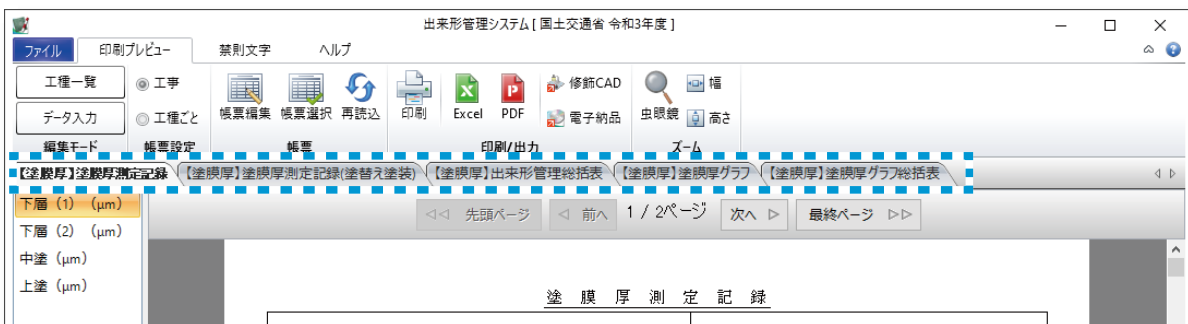 出来形管理システム [ 国土交通省 令和3年度 ]
ファイル 印刷プレビュー 禁則文字 ヘルプ
工種一覧 工事 修飾CAD 幅
データ入力 工種ごと 帳票編集 帳票選択 再読込 印刷 Excel PDF 電子納品 虫眼鏡 高さ
編集モード 帳票設定 帳票 印刷/出力 ズーム
【塗膜厚】塗膜厚測定記録 【塗膜厚】塗膜厚測定記録(塗替え塗装) 【塗膜厚】出来形管理総括表 【塗膜厚】塗膜厚グラフ 【塗膜厚】塗膜厚グラフ総括表
下層 (1) (μm) 先頭ページ 前へ 1 / 2ページ 次へ 最終ページ
下層 (2) (μm)
中塗 (μm)
上塗 (μm)
塗 膜 厚 測 定 記 録